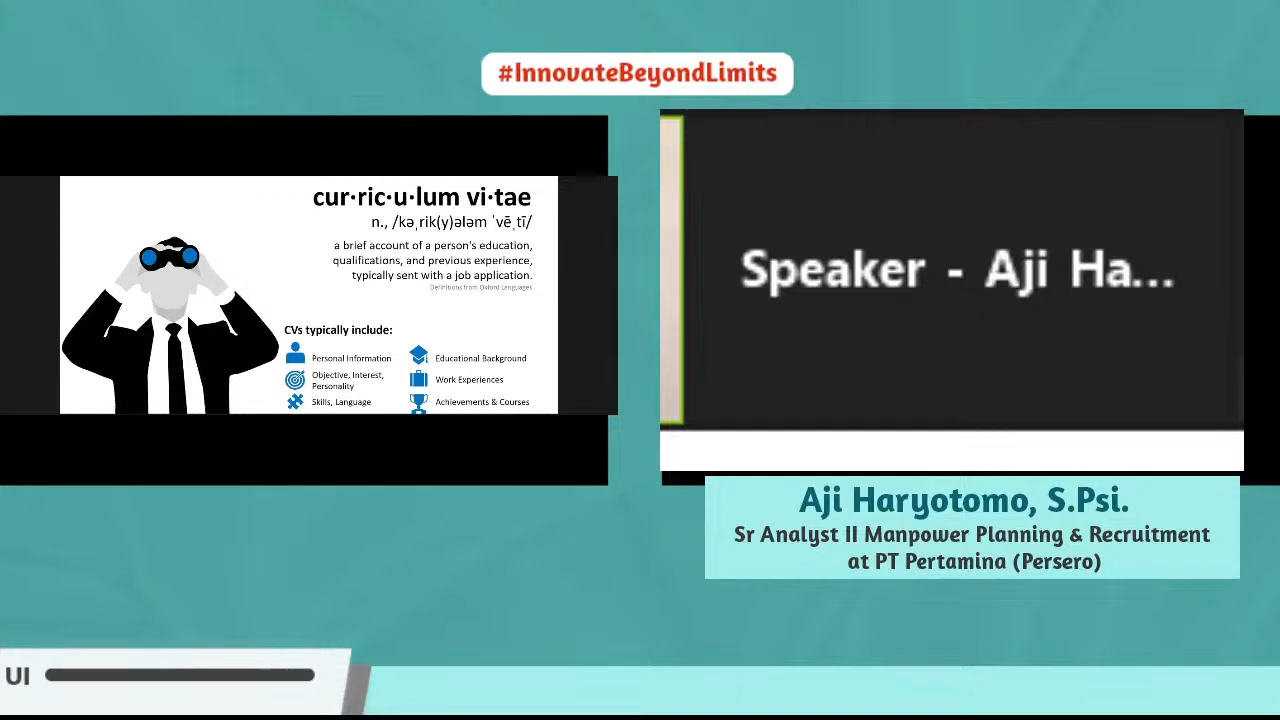 #InnovateBeyondLimits
cur·ric·u·lum vi·tae
n., /kəˌrik(y)ələm ˈvēˌtī/
a brief account of a person's education,
qualifications, and previous experience,
typically sent with a job application.
Definitions from Oxford Languages
CVs typically include:
Personal Information
Educational Background
Objective, Interest,
Personality
Work Experiences
Skills, Language
Achievements & Courses
Speaker - Aji Ha...
Aji Haryotomo, S.Psi.
Sr Analyst II Manpower Planning & Recruitment
at PT Pertamina (Persero)
UI